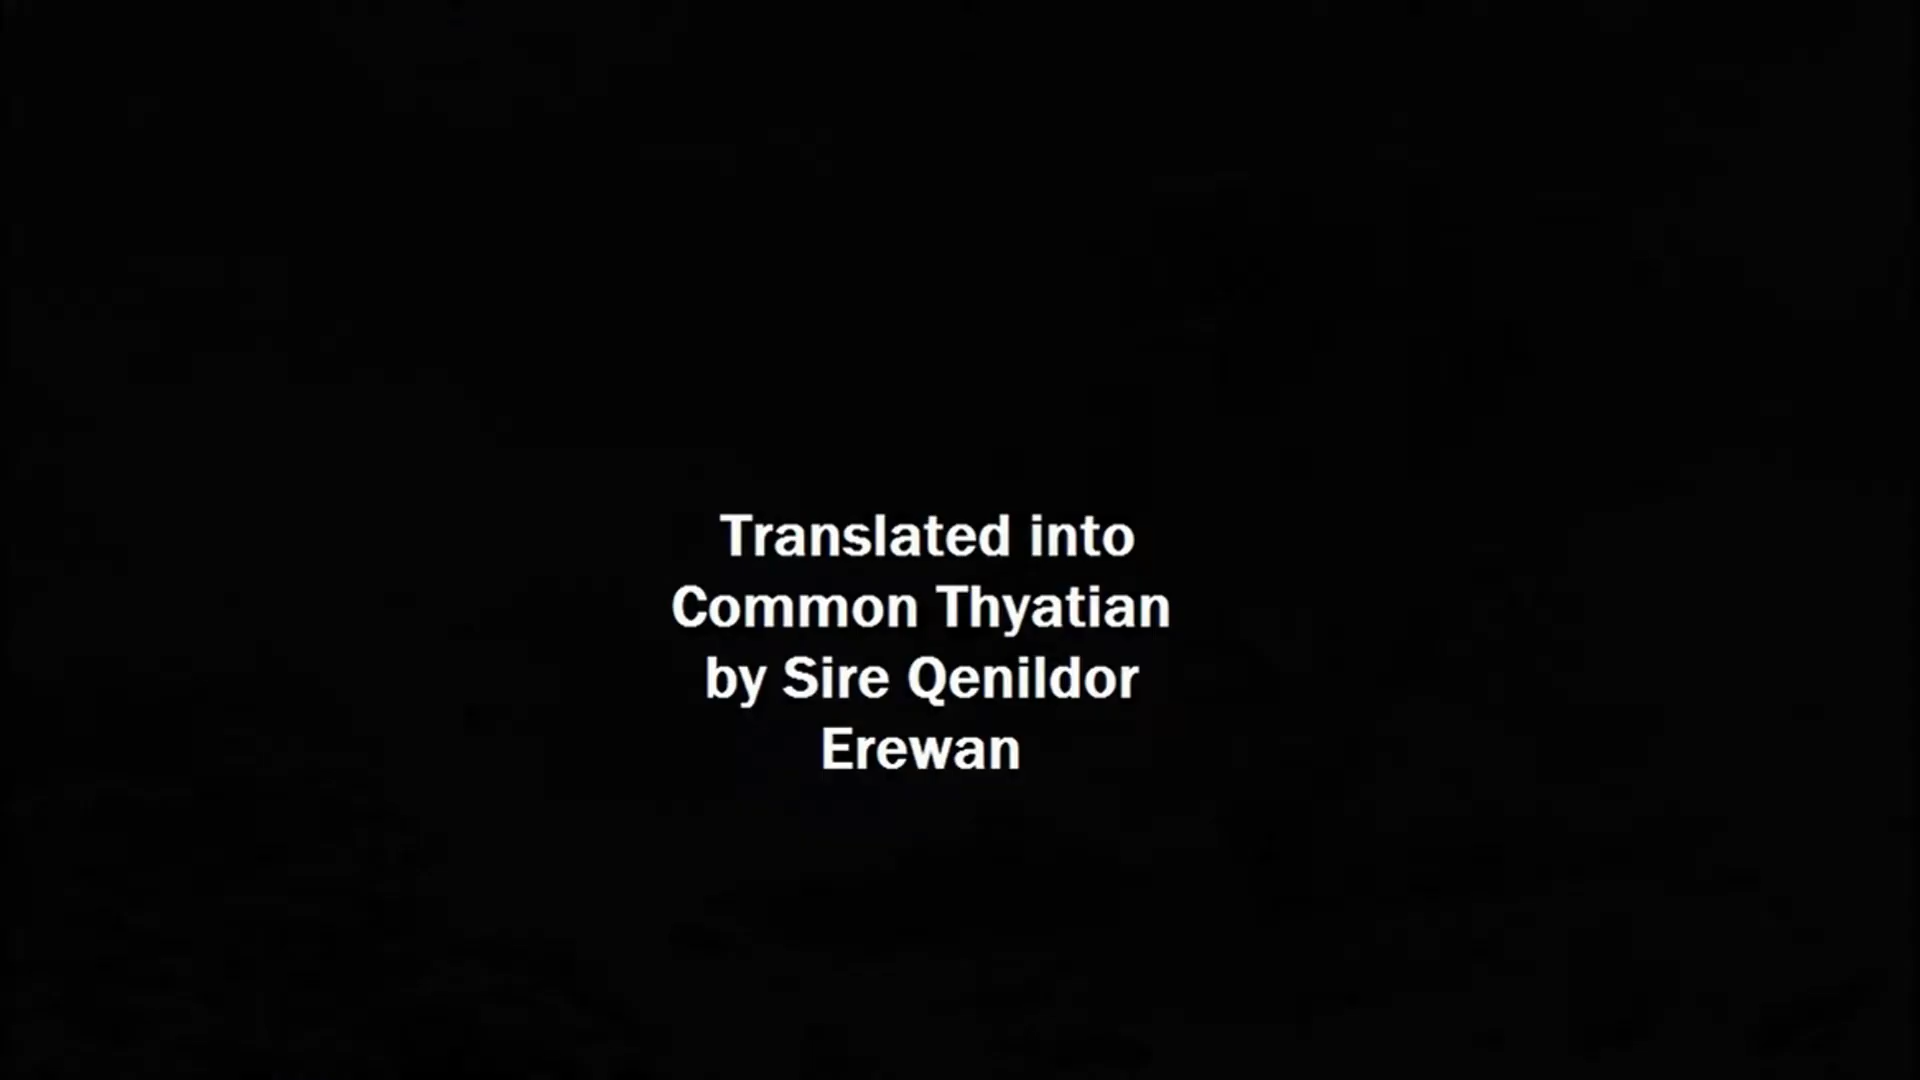 Translated into
Common Thyatian
by Sire Qenildor
Erewan